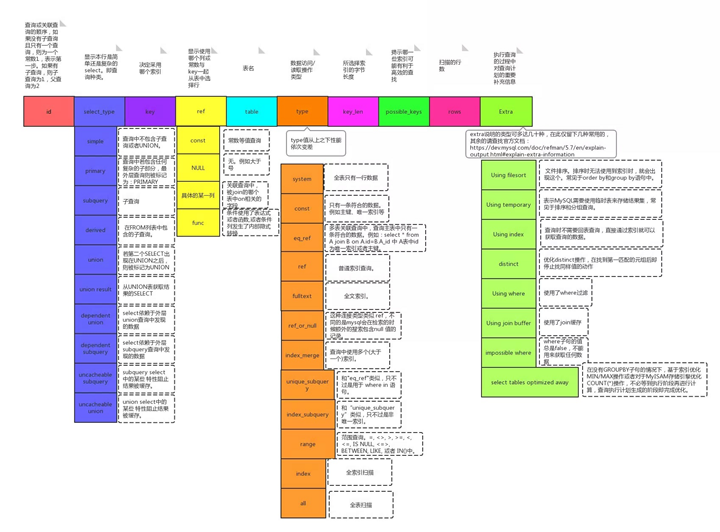 查询或关联查
询的顺序，如
果没有子查询
且只有一个查
询，则为一个
常数1，表示第
一步。如果有
子查询，则子
查询为1，父查
询为2
显示本行是简
单还是复杂的
select。即查
询种类。
决定采用
哪个索引
显示使用
哪个列或
常数与
key一起
从表中选
择行
表名
数据访问/
读取操作
类型
所选择索
引的字节
长度
揭示哪一
些索引可
能有利于
高效的查
找
扫描的行
数
执行查询
的过程中
对查询计
划的重要
补充信息
id
select_type
key
ref
table
type
key_len
possible_keys
rows
Extra
simple
查询中不包含子查
询或者UNION。
primary
查询中若包含任何
复杂的子部分，最
外层查询则被标记
为：PRIMARY
subquery
子查询
derived
在FROM列表中包
含的子查询。
union
若第二个SELECT出
现在UNION之后，
则被标记为UNION
union result
从UNION表获取结
果的SELECT
dependent
union
select依赖于外层
union查询中发现
的数据
dependent
subquery
select依赖于外层
subquery查询中发
现的数据
uncacheable
subquery
subquery select
中的某些 特性阻止
结果被缓存。
uncacheable
union
union select中的
某些 特性阻止结果
被缓存。
const
常数等值查询
NULL
无。例如大于
号
具体的某一列
关联查询中，
被join的哪个
表中on相关的
字段
func
条件使用了表达式
或者函数,或者条件
列发生了内部隐式
转换
type值从上之下性能
依次变差
system
全表只有一行数据
const
只有一条符合的数据。
例如主键、唯一索引等
eq_ref
多表关联查询中，查询主表中只有一
条符合的数据。例如：select * from
A join B on A.id=B.A_id 中 A表中id
为唯一索引或者主键。
ref
普通索引查询。
fulltext
全文索引。
ref_or_null
这种连接类型类似 ref，不
同的是mysql会在检索的时
候额外的搜索包含null 值的
记录
index_merge
查询中使用多个(大于一
个)索引。
unique_subquer
y
和"eq_ref"类似，只不
过是用于 where in 语
句。
index_subquery
和 "unique_subquer
y" 类似，只不过是非
唯一索引。
range
范围查询。=, <>, >, >=, <,
<=, IS NULL, <=>,
BETWEEN, LIKE, 或者 IN()中。
index
全索引扫描
all
全表扫描
extra说明的类型可多达几十种，在此仅留下几种常用的，
其余的请查找官方文档：
https://dev.mysql.com/doc/refman/5.7/en/explain-
output.html#explain-extra-information
Using filesort
文件排序。排序时无法使用到索引时，就会出
现这个。常见于order by和group by语句中。
Using temporary
表示MySQL需要使用临时表来存储结果集，常
见于排序和分组查询。
Using index
查询时不需要回表查询，直接通过索引就可以
获取查询的数据。
distinct
优化distinct操作，在找到第一匹配的元组后即
停止找同样值的动作
Using where
使用了where过滤
Using join buffer
使用了join缓存
impossible where
where子句的值
总是false，不能
用来获取任何数
据
select tables optimized away
在没有GROUPBY子句的情况下，基于索引优化
MIN/MAX操作或者对于MyISAM存储引擎优化
COUNT(*)操作，不必等到执行阶段再进行计
算，查询执行计划生成的阶段即完成优化。